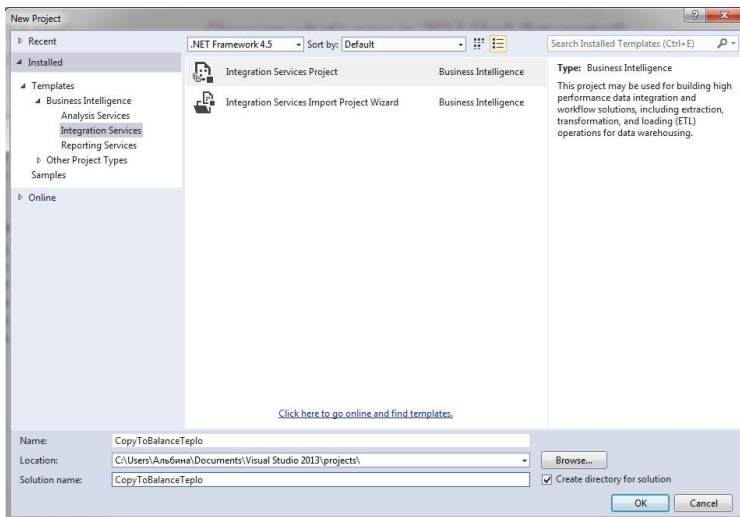 New Project
Recent
Installed
Templates
Business Intelligence
Analysis Services
Integration Services
Reporting Services
Other Project Types
Samples
Online
.NET Framework 4.5
Sort by: Default
Search Installed Templates (Ctrl+E)
Integration Services Project Business Intelligence
Integration Services Import Project Wizard Business Intelligence
Type: Business Intelligence
This project may be used for building high
performance data integration and
workflow solutions, including extraction,
transformation, and loading (ETL)
operations for data warehousing.
Click here to go online and find templates.
Name: CopyToBalanceTeplo
Location: C:\Users\Альбина\Documents\Visual Studio 2013\projects\ Browse...
Solution name: CopyToBalanceTeplo
Create directory for solution
OK Cancel